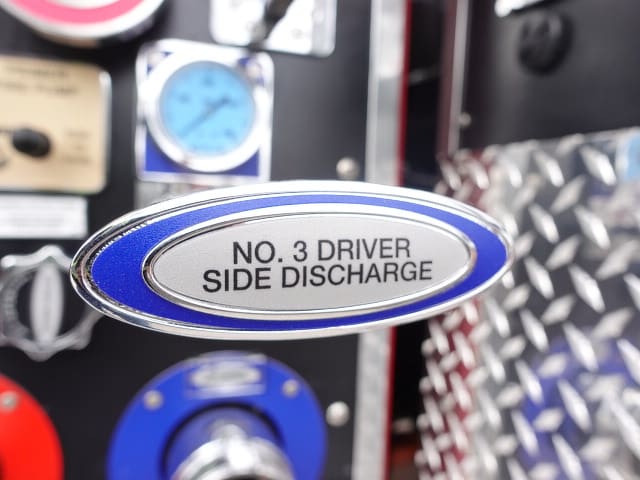 NO. 3 DRIVER
SIDE DISCHARGE